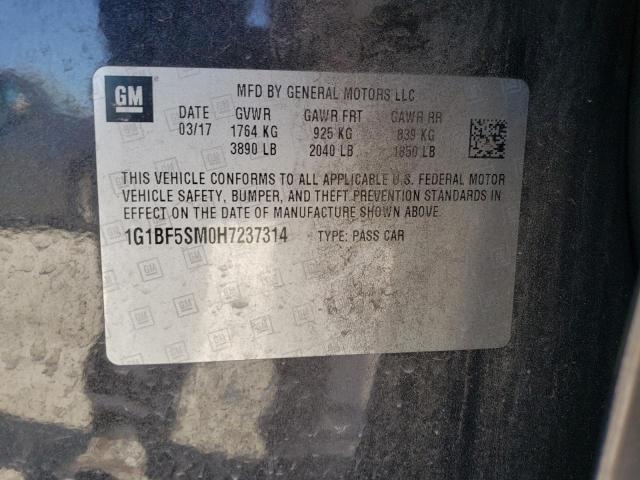 GM
MFD BY GENERAL MOTORS LLC
DATE GVWR GAWR FRT GAWR RR
03/17 1764 KG 925 KG 839 KG
3890 LB 2040 LB 1850 LB
THIS VEHICLE CONFORMS TO ALL APPLICABLE U.S. FEDERAL MOTOR
VEHICLE SAFETY, BUMPER, AND THEFT PREVENTION STANDARDS IN
EFFECT ON THE DATE OF MANUFACTURE SHOWN ABOVE.
1G1BF5SM0H7237314 TYPE: PASS CAR